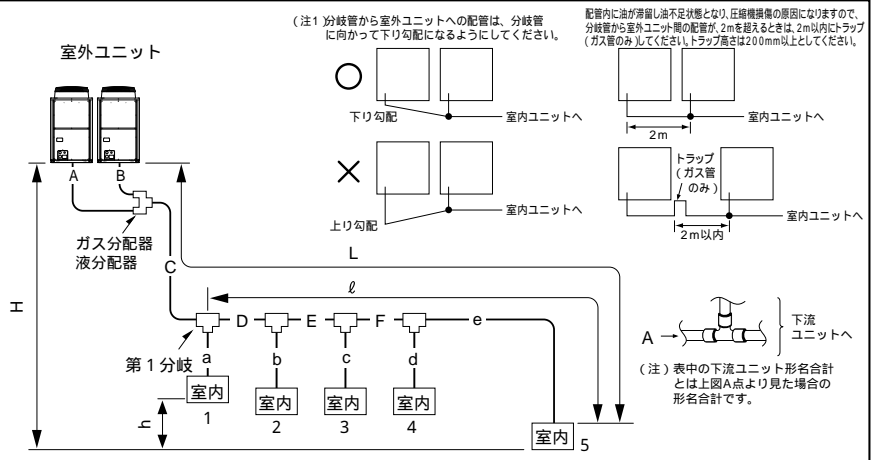 (注1)分岐管から室外ユニットへの配管は、分岐管
に向かって下り勾配になるようにしてください。
配管内に油が滞留し油不足状態となり、圧縮機損傷の原因になりますので、
分岐管から室外ユニット間の配管が、2mを超えるときは、2m以内にトラップ
(ガス管のみ)してください。トラップ高さは200mm以上としてください。
室外ユニット
下り勾配
室内ユニットへ
2m
室内ユニットへ
A
B
ガス分配器
液分配器
C
上り勾配
室内ユニットへ
トラップ
(ガス管
のみ)
2m以内
室内ユニットへ
L
H
ℓ
D
E
F
e
第1分岐
a
b
c
d
室内
1
室内
2
室内
3
室内
4
室内
5
h
A
下流
ユニットへ
(注)表中の下流ユニット形名合計
とは上図A点より見た場合の
形名合計です。